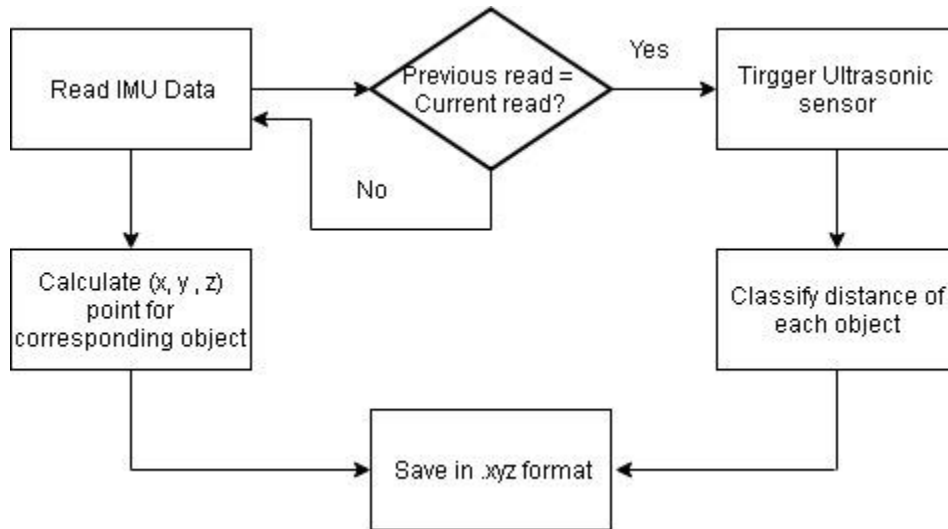 Read IMU Data
Previous read =
Current read?
Yes
Tirgger Ultrasonic
sensor
No
Calculate (x, y , z)
point for
corresponding object
Classify distance of
each object
Save in .xyz format